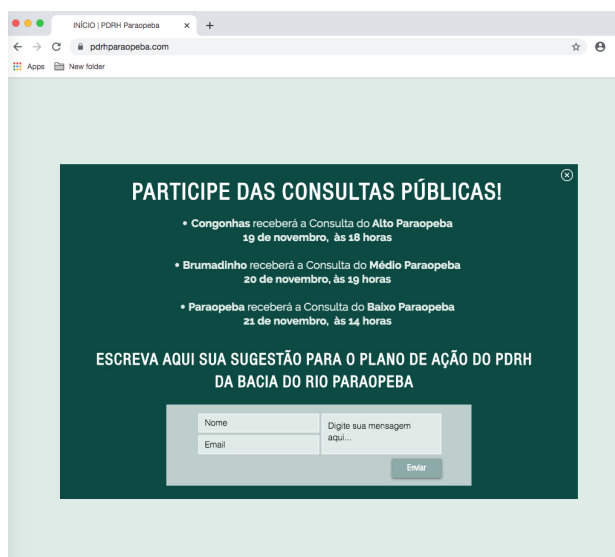 INÍCIO | PDRH Paraopeba
pdrhparaopeba.com
Apps New folder
PARTICIPE DAS CONSULTAS PÚBLICAS!
• Congonhas receberá a Consulta do Alto Paraopeba
19 de novembro, às 18 horas
• Brumadinho receberá a Consulta do Médio Paraopeba
20 de novembro, às 19 horas
• Paraopeba receberá a Consulta do Baixo Paraopeba
21 de novembro, às 14 horas
ESCREVA AQUI SUA SUGESTÃO PARA O PLANO DE AÇÃO DO PDRH
DA BACIA DO RIO PARAOPEBA
Nome
Email
Digite sua mensagem
aqui...
Enviar